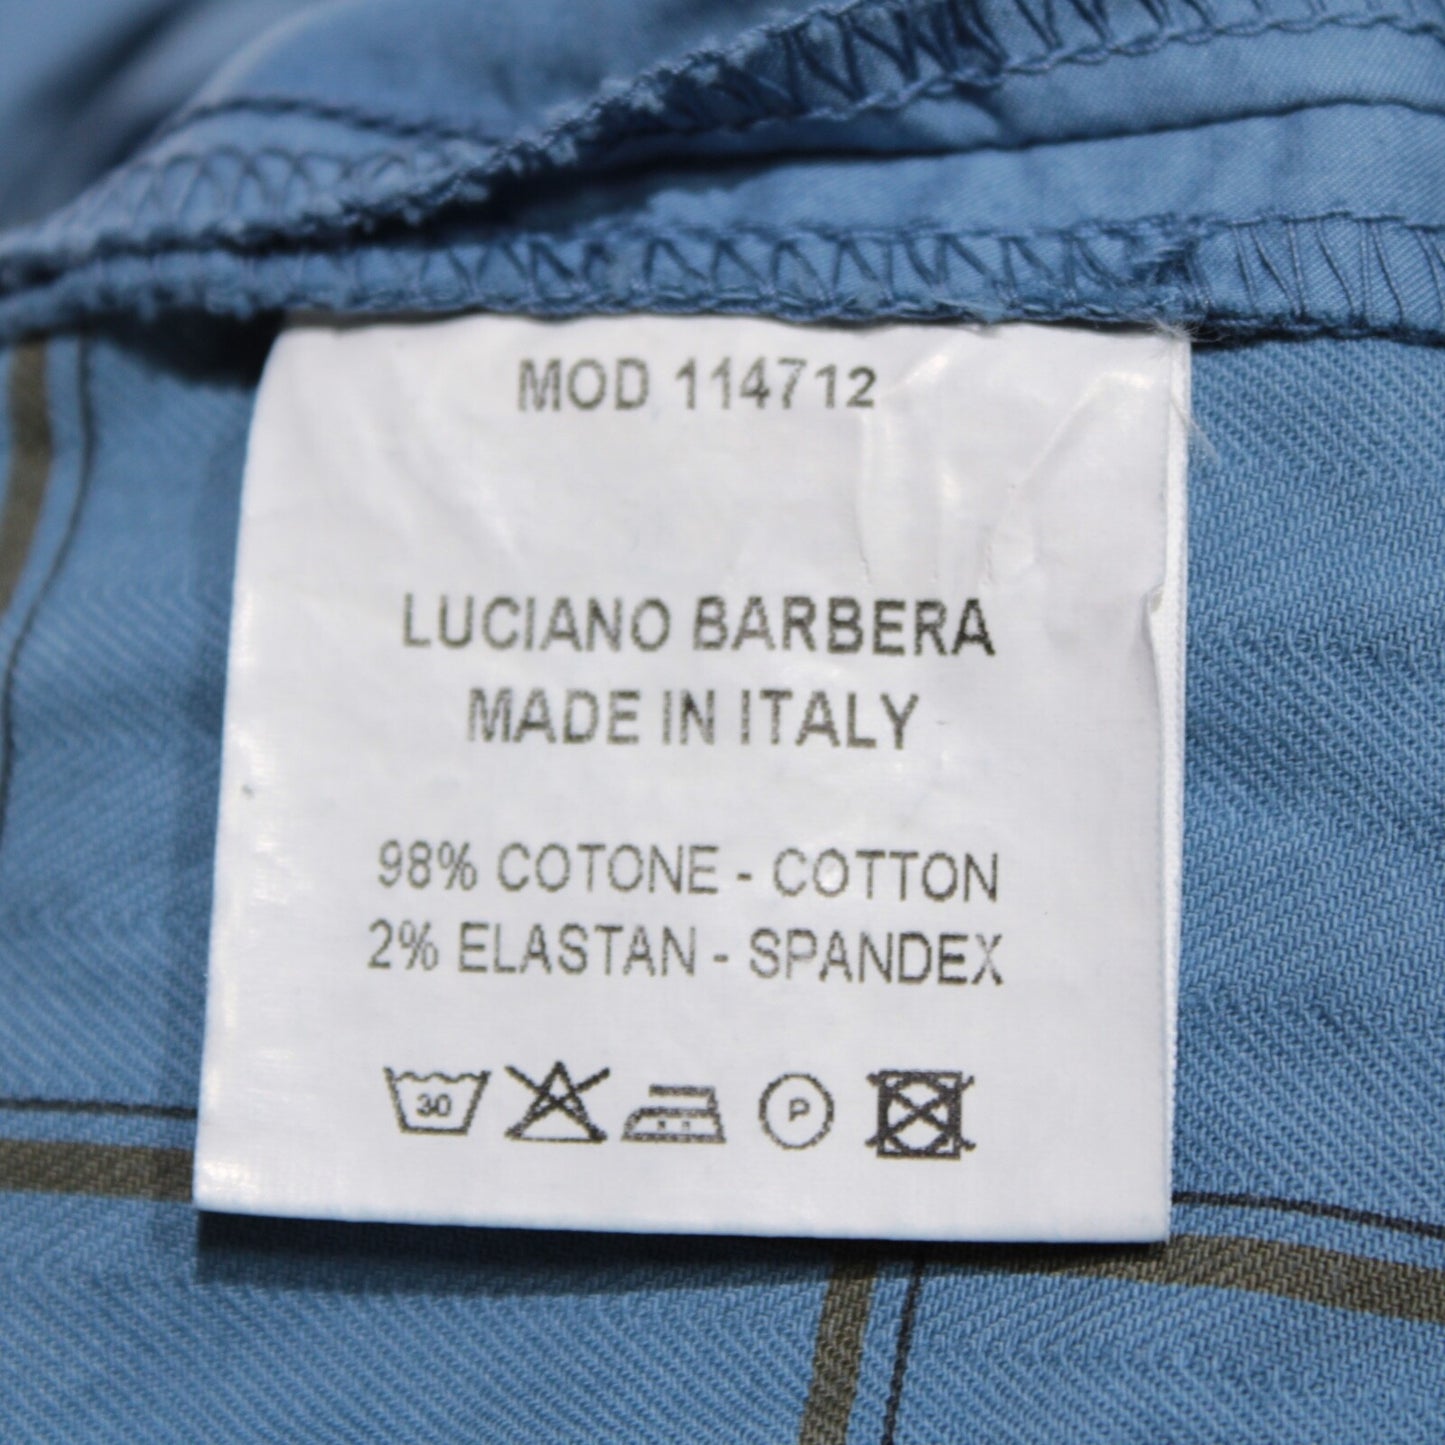 MOD 114712
LUCIANO BARBERA
MADE IN ITALY
98% COTONE - COTTON
2% ELASTAN - SPANDEX
30 P